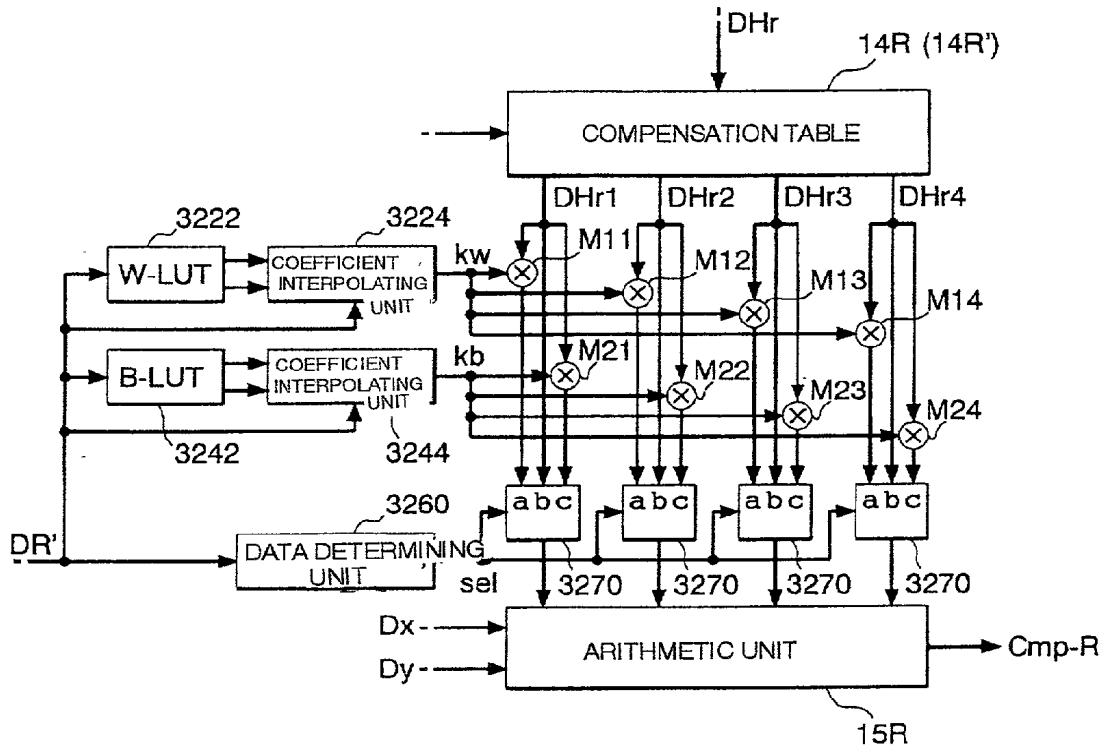 DHr
14R (14R')
COMPENSATION TABLE
DHr1 DHr2 DHr3 DHr4
3222 3224
W-LUT
COEFFICIENT
INTERPOLATING
UNIT
kw
M11
M12
M13
M14
B-LUT
COEFFICIENT
INTERPOLATING
UNIT
kb
M21
M22
M23
M24
3242 3244
abc abc abc abc
3260
DR'
DATA DETERMINING
UNIT
sel
3270 3270 3270 3270
Dx
Dy
ARITHMETIC UNIT
Cmp-R
15R